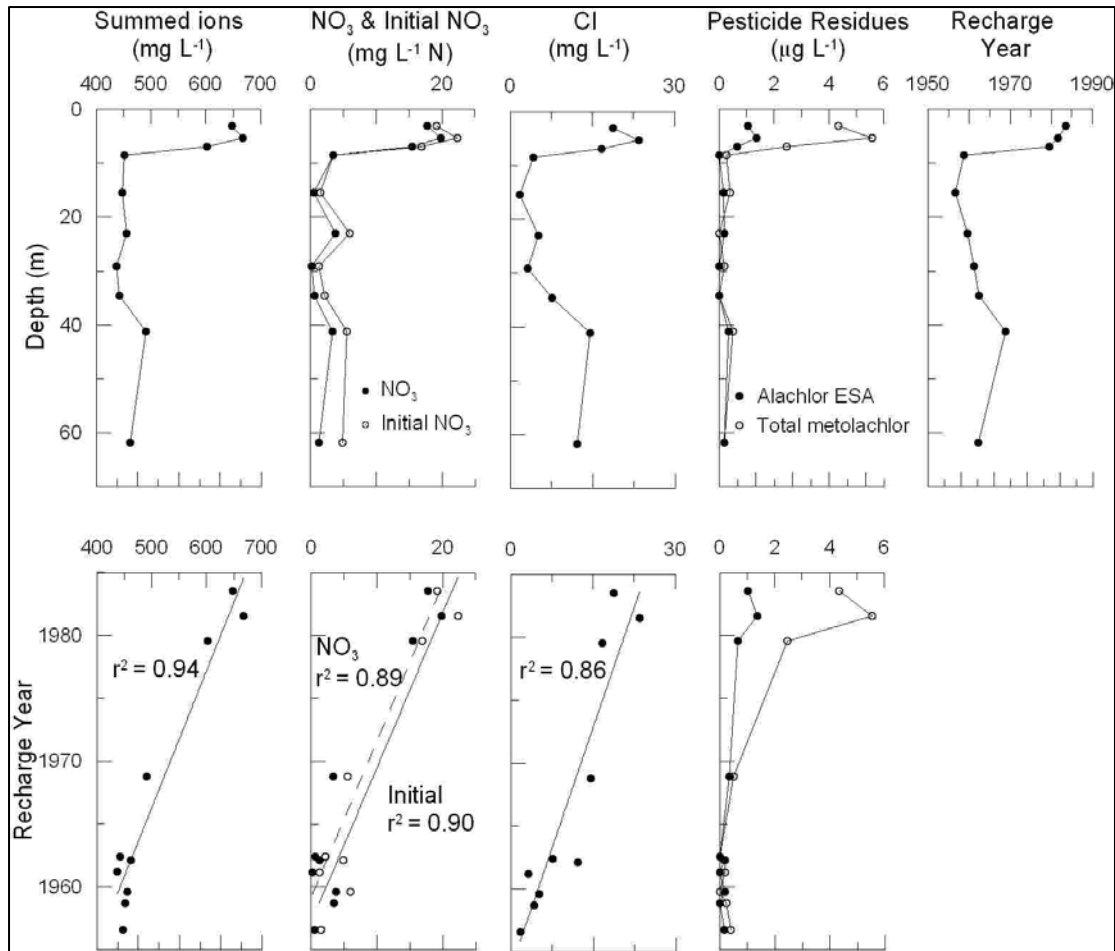 Summed ions
(mg L⁻¹)
NO₃ & Initial NO₃
(mg L⁻¹ N)
Cl
(mg L⁻¹)
Pesticide Residues
(µg L⁻¹)
Recharge
Year
400 500 600 700
0 10 20
0 30
0 2 4 6
1950 1970 1990
0
20
40
60
Depth (m)
NO₃
Initial NO₃
Alachlor ESA
Total metolachlor
400 500 600 700
0 10 20
0 30
0 2 4 6
1980
1970
1960
Recharge Year
r² = 0.94
NO₃
r² = 0.89
Initial
r² = 0.90
r² = 0.86